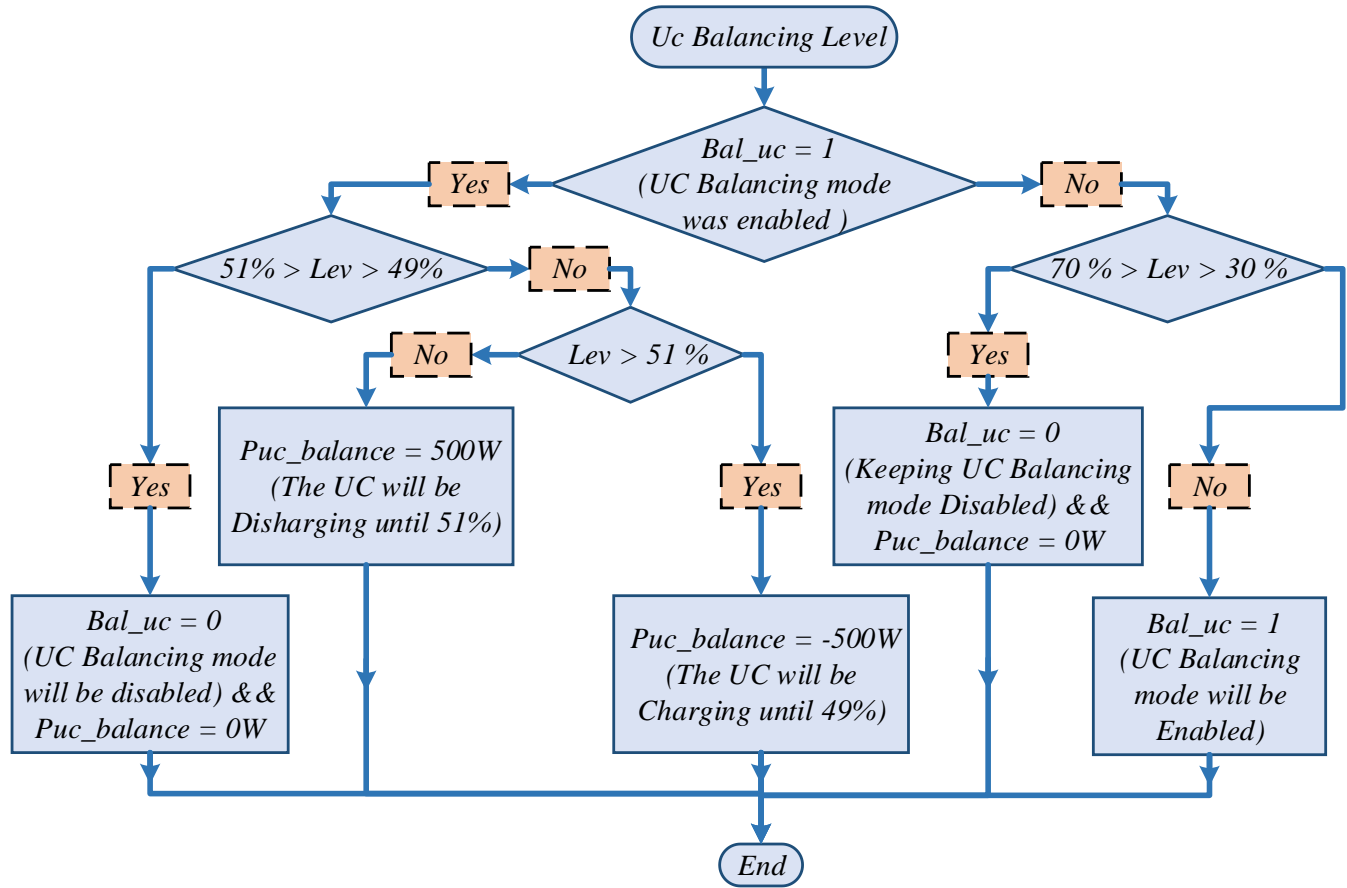 Uc Balancing Level
Bal_uc = 1
(UC Balancing mode
was enabled )
Yes
No
51% > Lev > 49%
No
70 % > Lev > 30 %
No
Lev > 51 %
Yes
Puc_balance = 500W
(The UC will be
Disharging until 51%)
Bal_uc = 0
(Keeping UC Balancing
mode Disabled) &&
Puc_balance = 0W
Yes
Yes
No
Bal_uc = 0
(UC Balancing mode
will be disabled) &&
Puc_balance = 0W
Puc_balance = -500W
(The UC will be
Charging until 49%)
Bal_uc = 1
(UC Balancing
mode will be
Enabled)
End